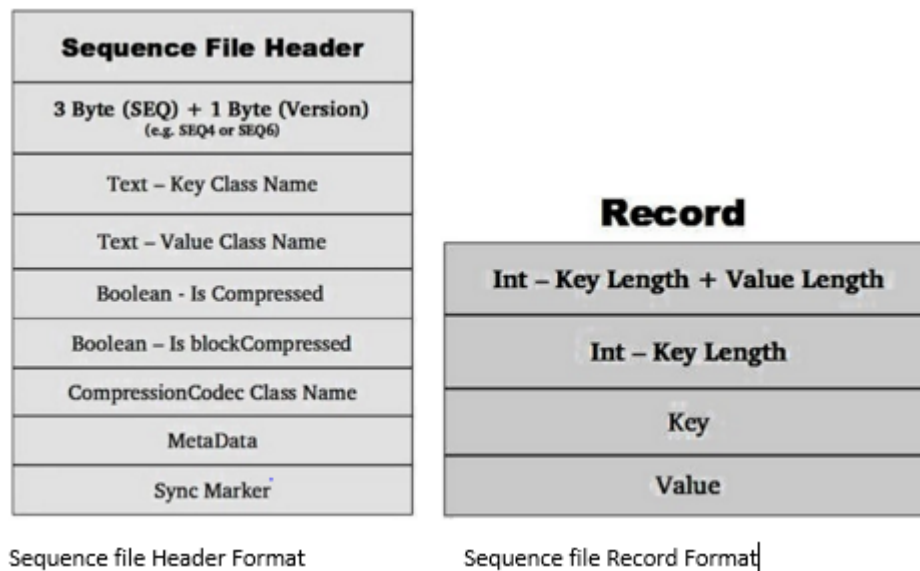 Sequence File Header
3 Byte (SEQ) + 1 Byte (Version)
(e.g. SEQ4 or SEQ6)
Text – Key Class Name
Text – Value Class Name
Boolean - Is Compressed
Boolean – Is blockCompressed
CompressionCodec Class Name
MetaData
Sync Marker
Sequence file Header Format
Record
Int – Key Length + Value Length
Int – Key Length
Key
Value
Sequence file Record Format